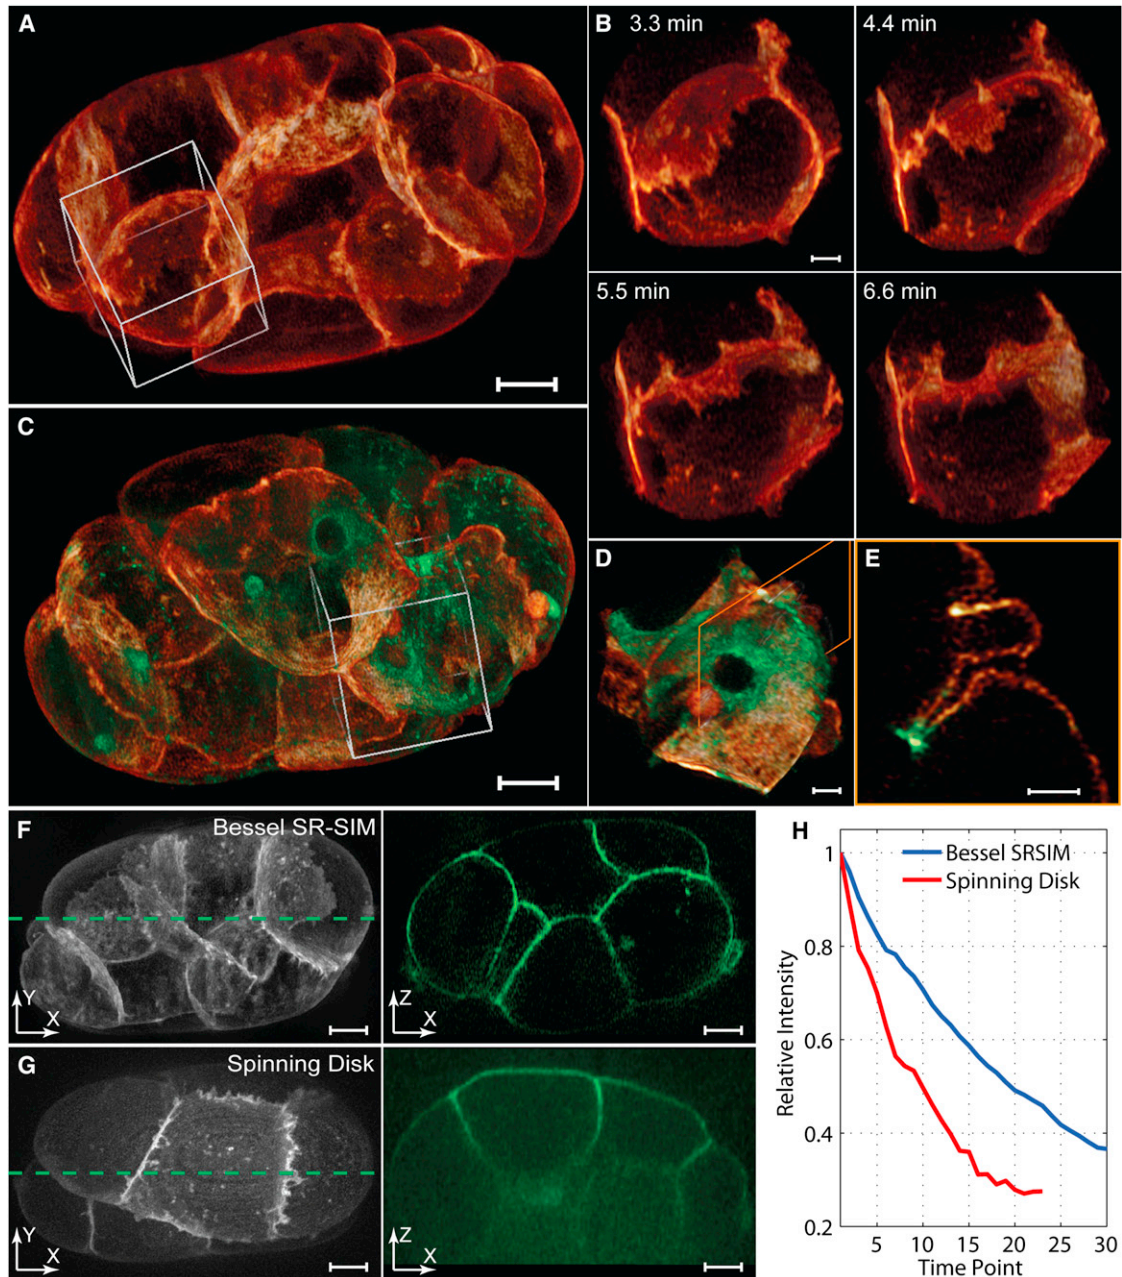 A
B
3.3 min
4.4 min
5.5 min
6.6 min
C
D
E
F
Bessel SR-SIM
Y
X
Z
X
G
Spinning Disk
Y
X
Z
X
H
Bessel SRSIM
Spinning Disk
1
0.8
0.6
0.4
0.2
Relative Intensity
5 10 15 20 25 30
Time Point